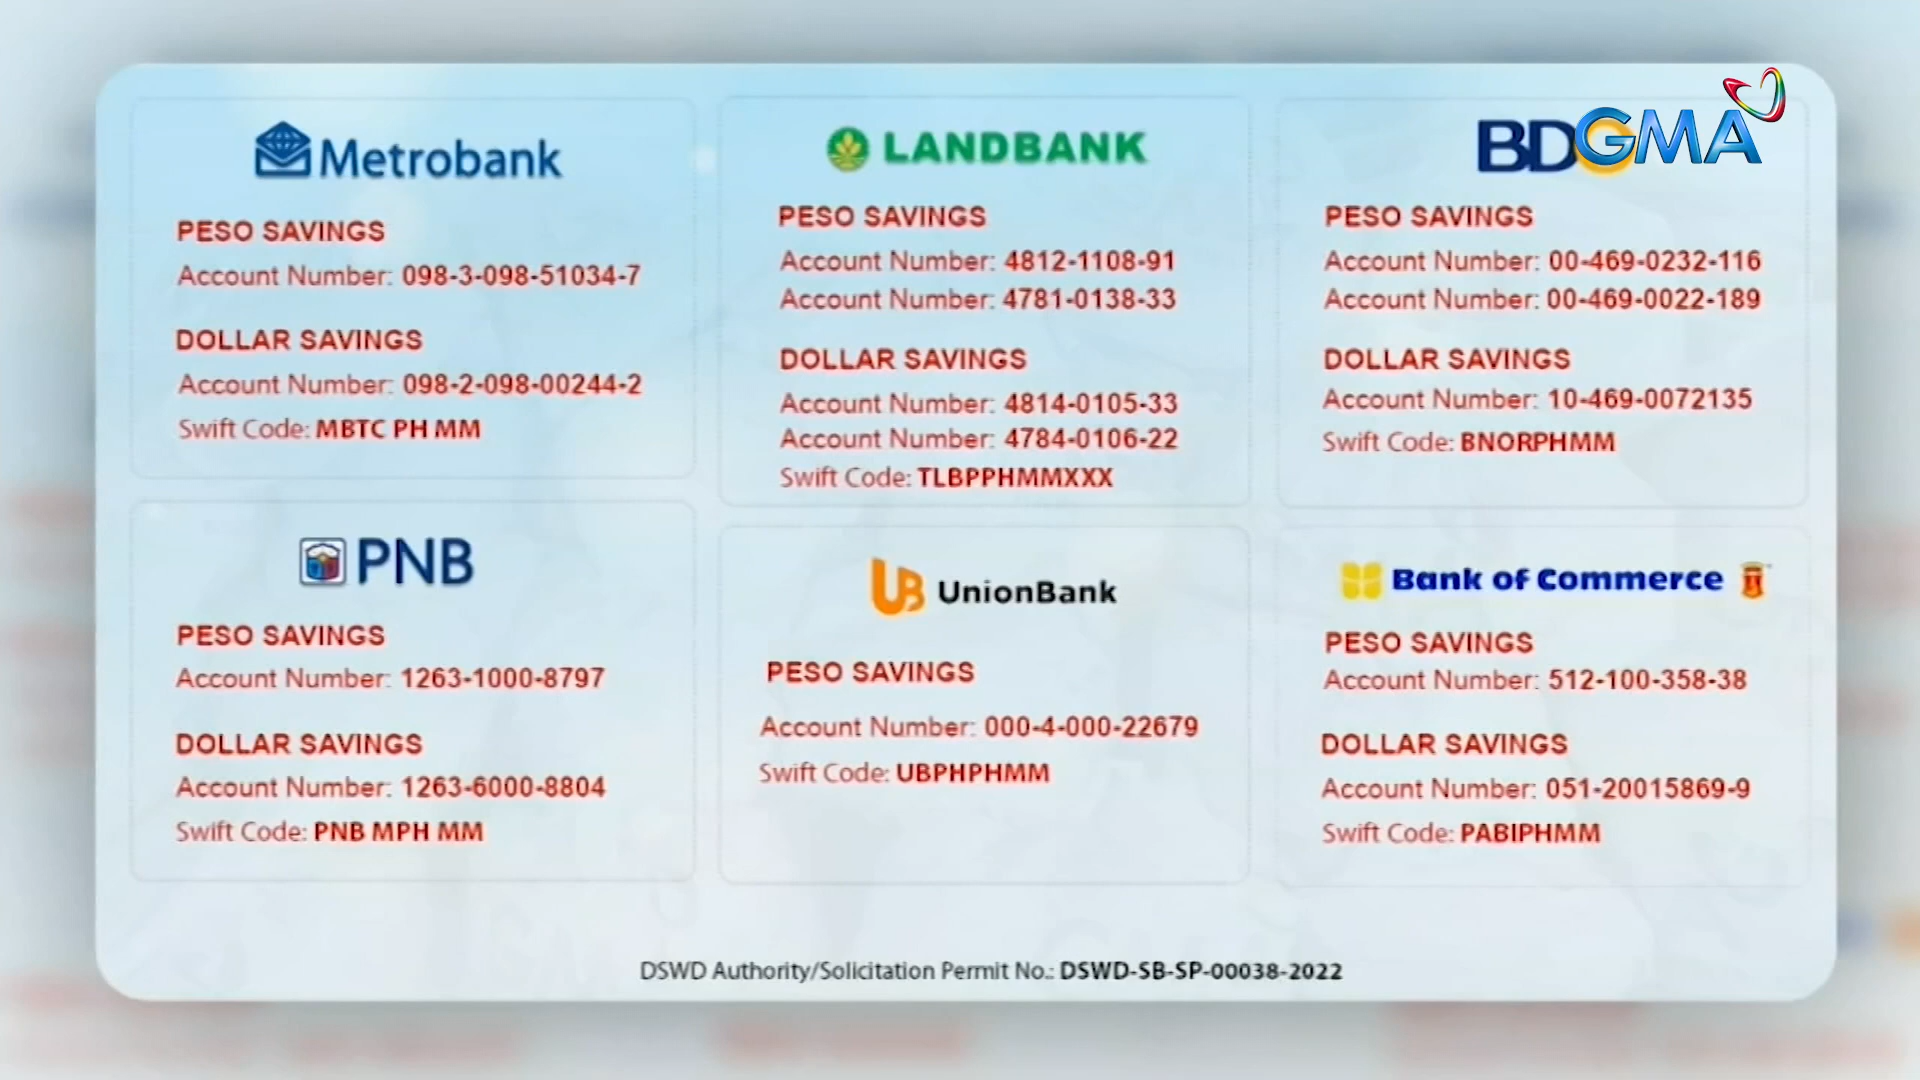 Metrobank
PESO SAVINGS
Account Number: 098-3-098-51034-7
DOLLAR SAVINGS
Account Number: 098-2-098-00244-2
Swift Code: MBTC PH MM
LANDBANK
PESO SAVINGS
Account Number: 4812-1108-91
Account Number: 4781-0138-33
DOLLAR SAVINGS
Account Number: 4814-0105-33
Account Number: 4784-0106-22
Swift Code: TLBPPHMMXXX
BD
GMA
PESO SAVINGS
Account Number: 00-469-0232-116
Account Number: 00-469-0022-189
DOLLAR SAVINGS
Account Number: 10-469-0072135
Swift Code: BNORPHMM
PNB
PESO SAVINGS
Account Number: 1263-1000-8797
DOLLAR SAVINGS
Account Number: 1263-6000-8804
Swift Code: PNB MPH MM
UB UnionBank
PESO SAVINGS
Account Number: 000-4-000-22679
Swift Code: UBPHPHMM
Bank of Commerce
PESO SAVINGS
Account Number: 512-100-358-38
DOLLAR SAVINGS
Account Number: 051-20015869-9
Swift Code: PABIPHMM
DSWD Authority/Solicitation Permit No.: DSWD-SB-SP-00038-2022